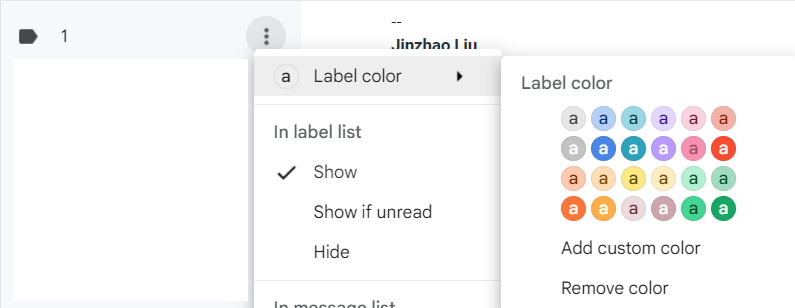 1
--
Jinzhao Liu
a Label color
Label color
a a a a a a
a a a a a a
a a a a a a
a a a a a a
In label list
Show
Show if unread
Hide
Add custom color
Remove color
In message list